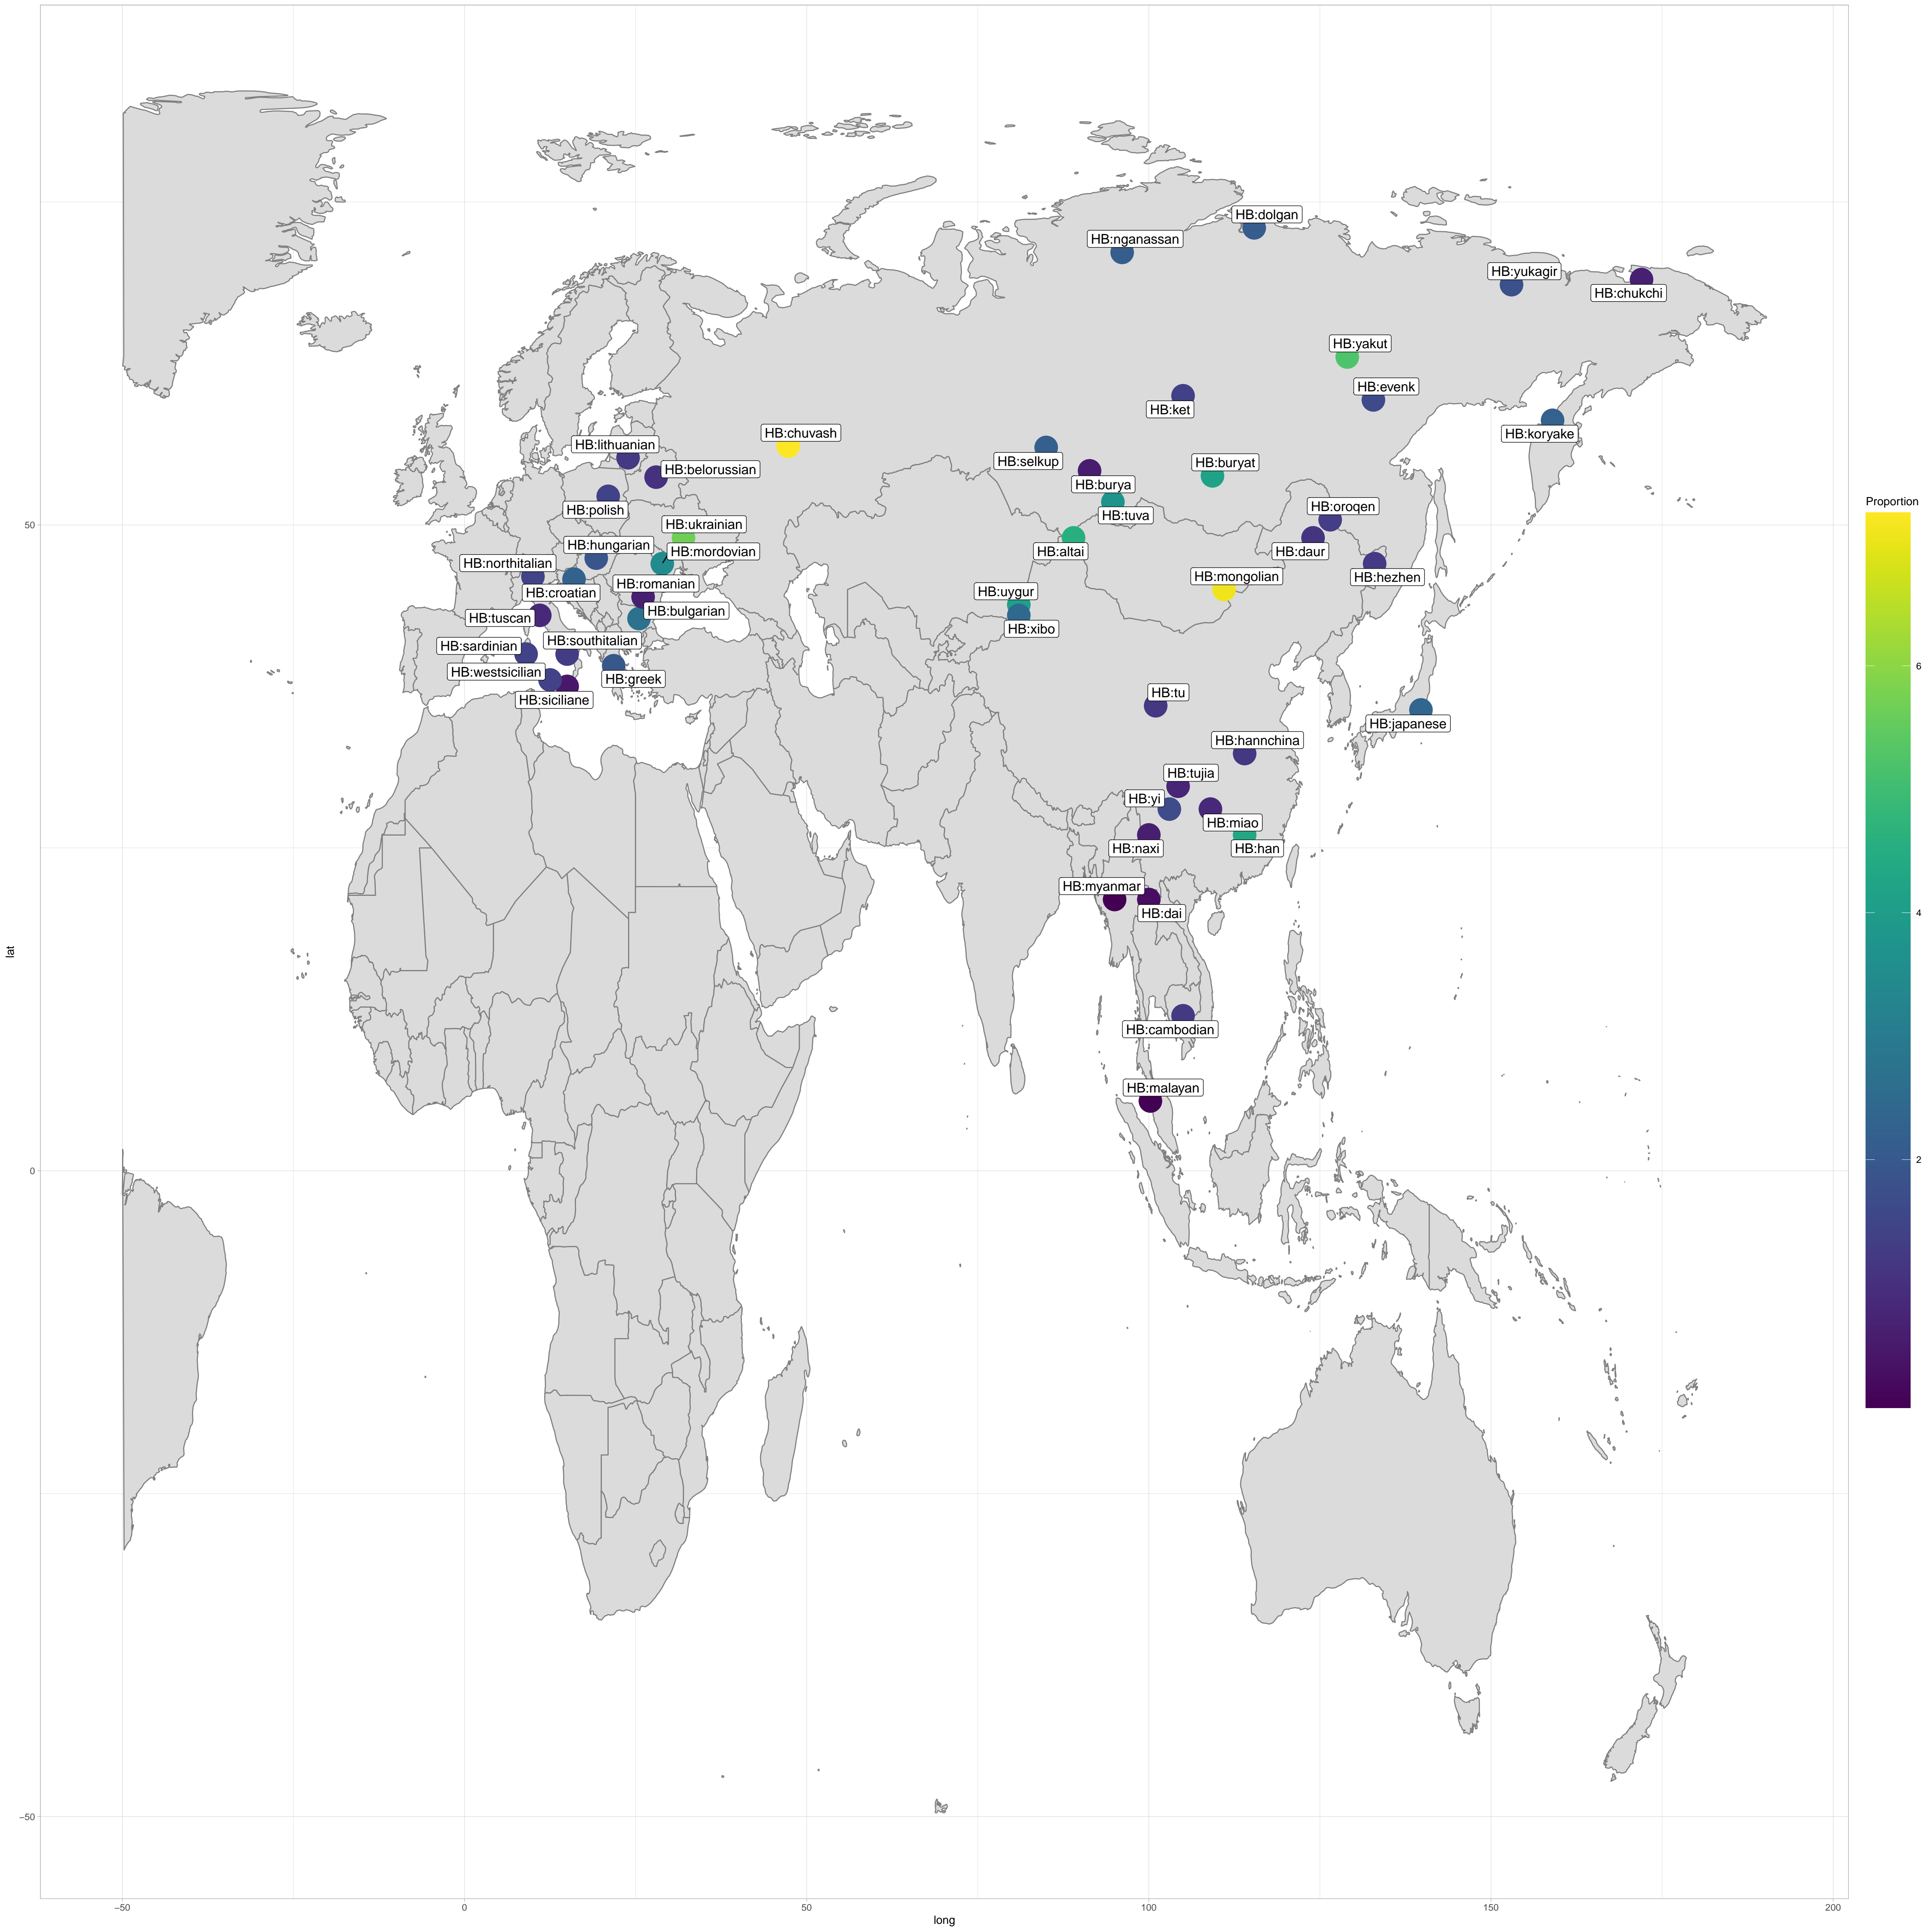 HB:dolgan
HB:nganassan
HB:yukagir
HB:chukchi
HB:yakut
HB:evenk
HB:ket
HB:koryake
HB:chuvash
HB:lithuanian
HB:selkup
HB:buryat
HB:belorussian
HB:burya
HB:polish
HB:oroqen
HB:tuva
HB:ukrainian
HB:hungarian
HB:mordovian
HB:altai
HB:daur
HB:northitalian
HB:mongolian
HB:hezhen
HB:romanian
HB:croatian
HB:uygur
HB:bulgarian
HB:tuscan
HB:xibo
HB:southitalian
HB:sardinian
HB:westsicilian
HB:greek
HB:siciliane
HB:tu
HB:japanese
HB:hannchina
HB:tujia
HB:yi
HB:miao
HB:naxi
HB:han
HB:myanmar
HB:dai
HB:cambodian
HB:malayan
Proportion
6
4
2
50
0
−50
lat
−50
0
50
100
150
200
long